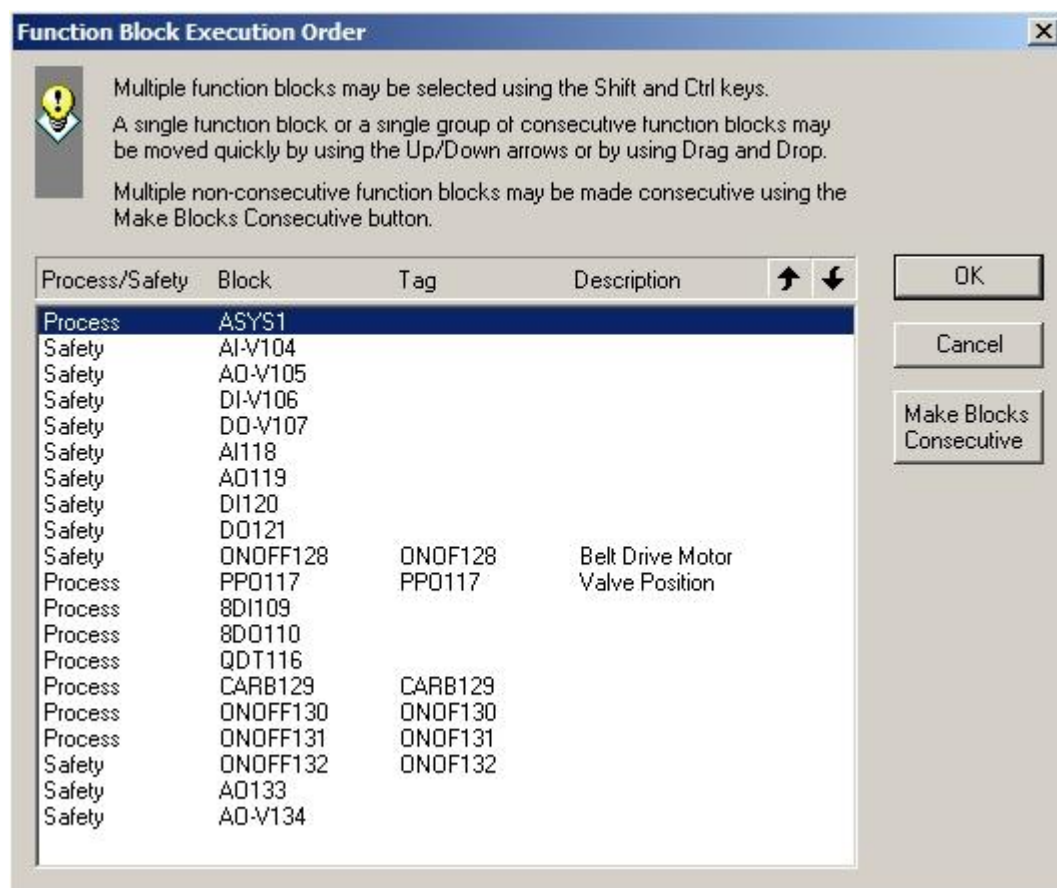 Function Block Execution Order
Multiple function blocks may be selected using the Shift and Ctrl keys.
A single function block or a single group of consecutive function blocks may
be moved quickly by using the Up/Down arrows or by using Drag and Drop.
Multiple non-consecutive function blocks may be made consecutive using the
Make Blocks Consecutive button.
Process/Safety Block Tag Description
OK
Cancel
Make Blocks
Consecutive
Process ASYS1
Safety AI-V104
Safety AO-V105
Safety DI-V106
Safety DO-V107
Safety AI118
Safety AO119
Safety DI120
Safety DO121
Safety ONOFF128 ONOF128 Belt Drive Motor
Process PPO117 PPO117 Valve Position
Process 8DI109
Process 8DO110
Process QDT116
Process CARB129 CARB129
Process ONOFF130 ONOF130
Process ONOFF131 ONOF131
Safety ONOFF132 ONOF132
Safety AO133
Safety AO-V134